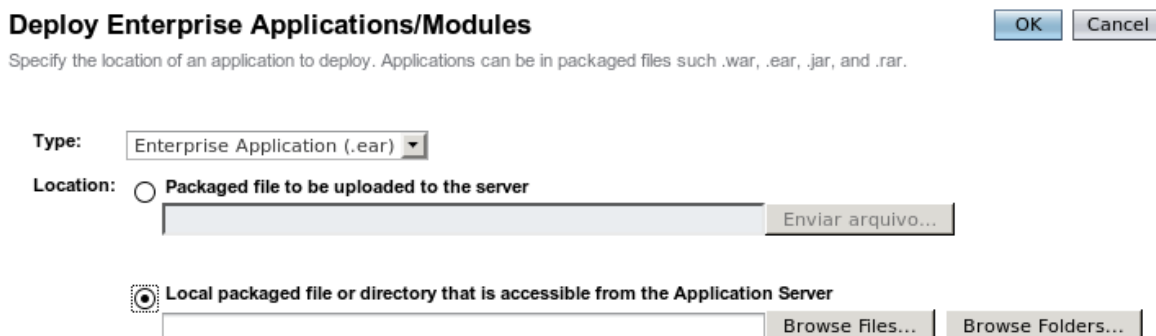 Deploy Enterprise Applications/Modules OK Cancel
Specify the location of an application to deploy. Applications can be in packaged files such .war, .ear, .jar, and .rar.
Type: Enterprise Application (.ear)
Location: Packaged file to be uploaded to the server
Enviar arquivo...
Local packaged file or directory that is accessible from the Application Server
Browse Files... Browse Folders...